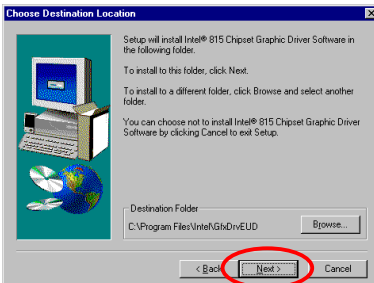 Choose Destination Location
Setup will install Intel® 815 Chipset Graphic Driver Software in
the following folder.
To install to this folder, click Next.
To install to a different folder, click Browse and select another
folder.
You can choose not to install Intel® 815 Chipset Graphic Driver
Software by clicking Cancel to exit Setup.
Destination Folder
C:\Program Files\Intel\GfxDrvEUD
Browse...
< Back
Next >
Cancel